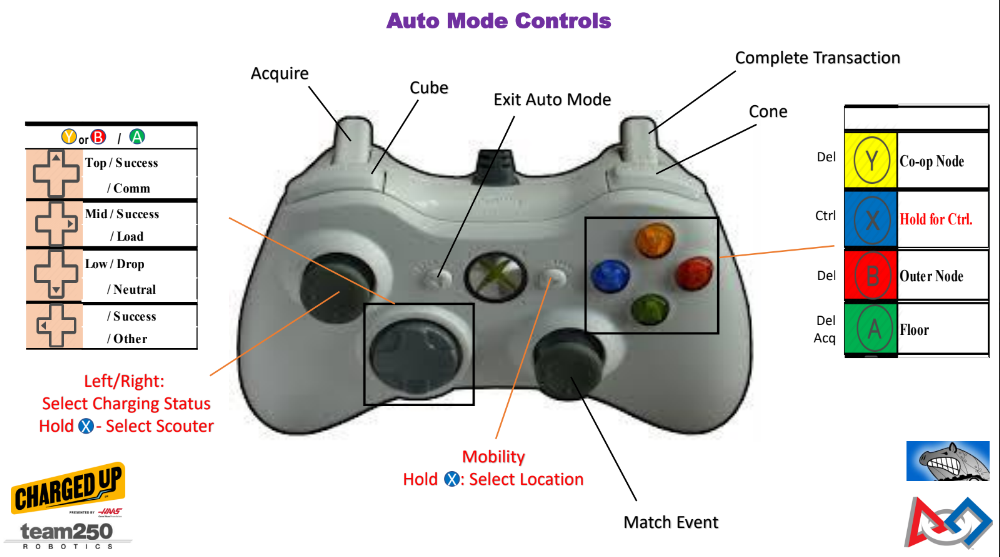 Auto Mode Controls
Acquire
Cube
Exit Auto Mode
Complete Transaction
Cone
Y or B / A
Top / Success
/ Comm
Mid / Success
/ Load
Low / Drop
/ Neutral
/ Success
/ Other
Del Y Co-op Node
Ctrl X Hold for Ctrl.
Del B Outer Node
Del
Acq A Floor
Left/Right:
Select Charging Status
Hold X - Select Scouter
Mobility
Hold X: Select Location
Match Event
CHARGED UP
PRESENTED BY HAAS
team250
ROBOTICS